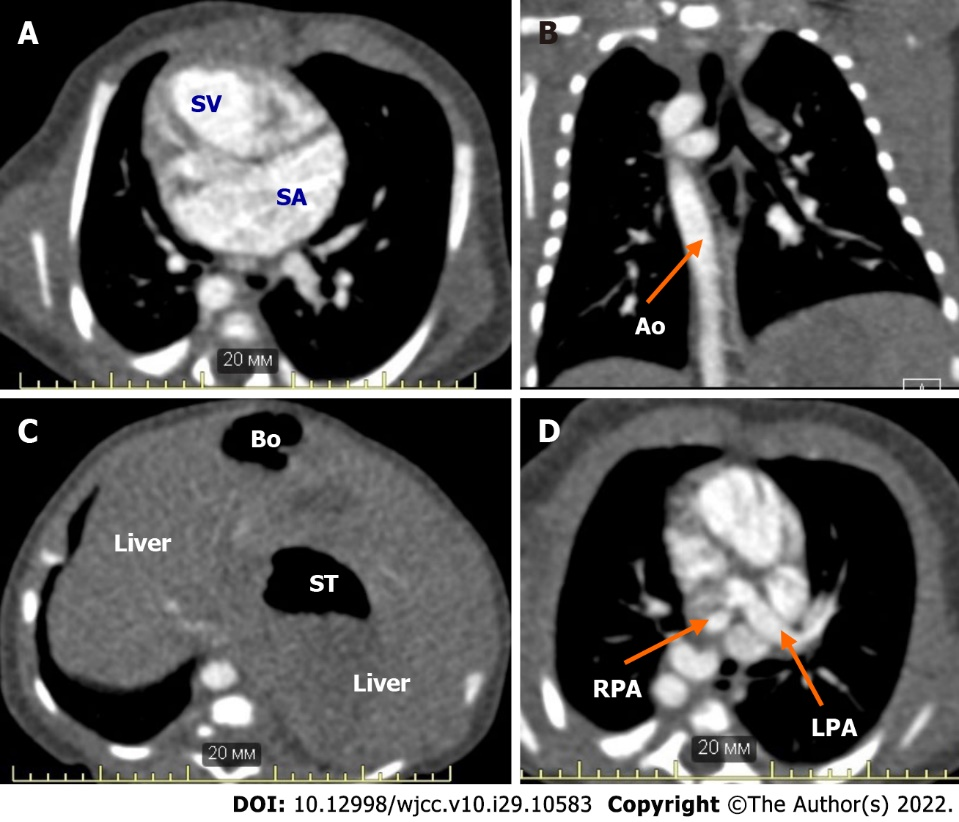 A
SV
SA
20 мм
B
Ao
A
C
Bo
Liver
ST
Liver
20 мм
D
RPA
LPA
20 мм
DOI: 10.12998/wjcc.v10.i29.10583 Copyright ©The Author(s) 2022.